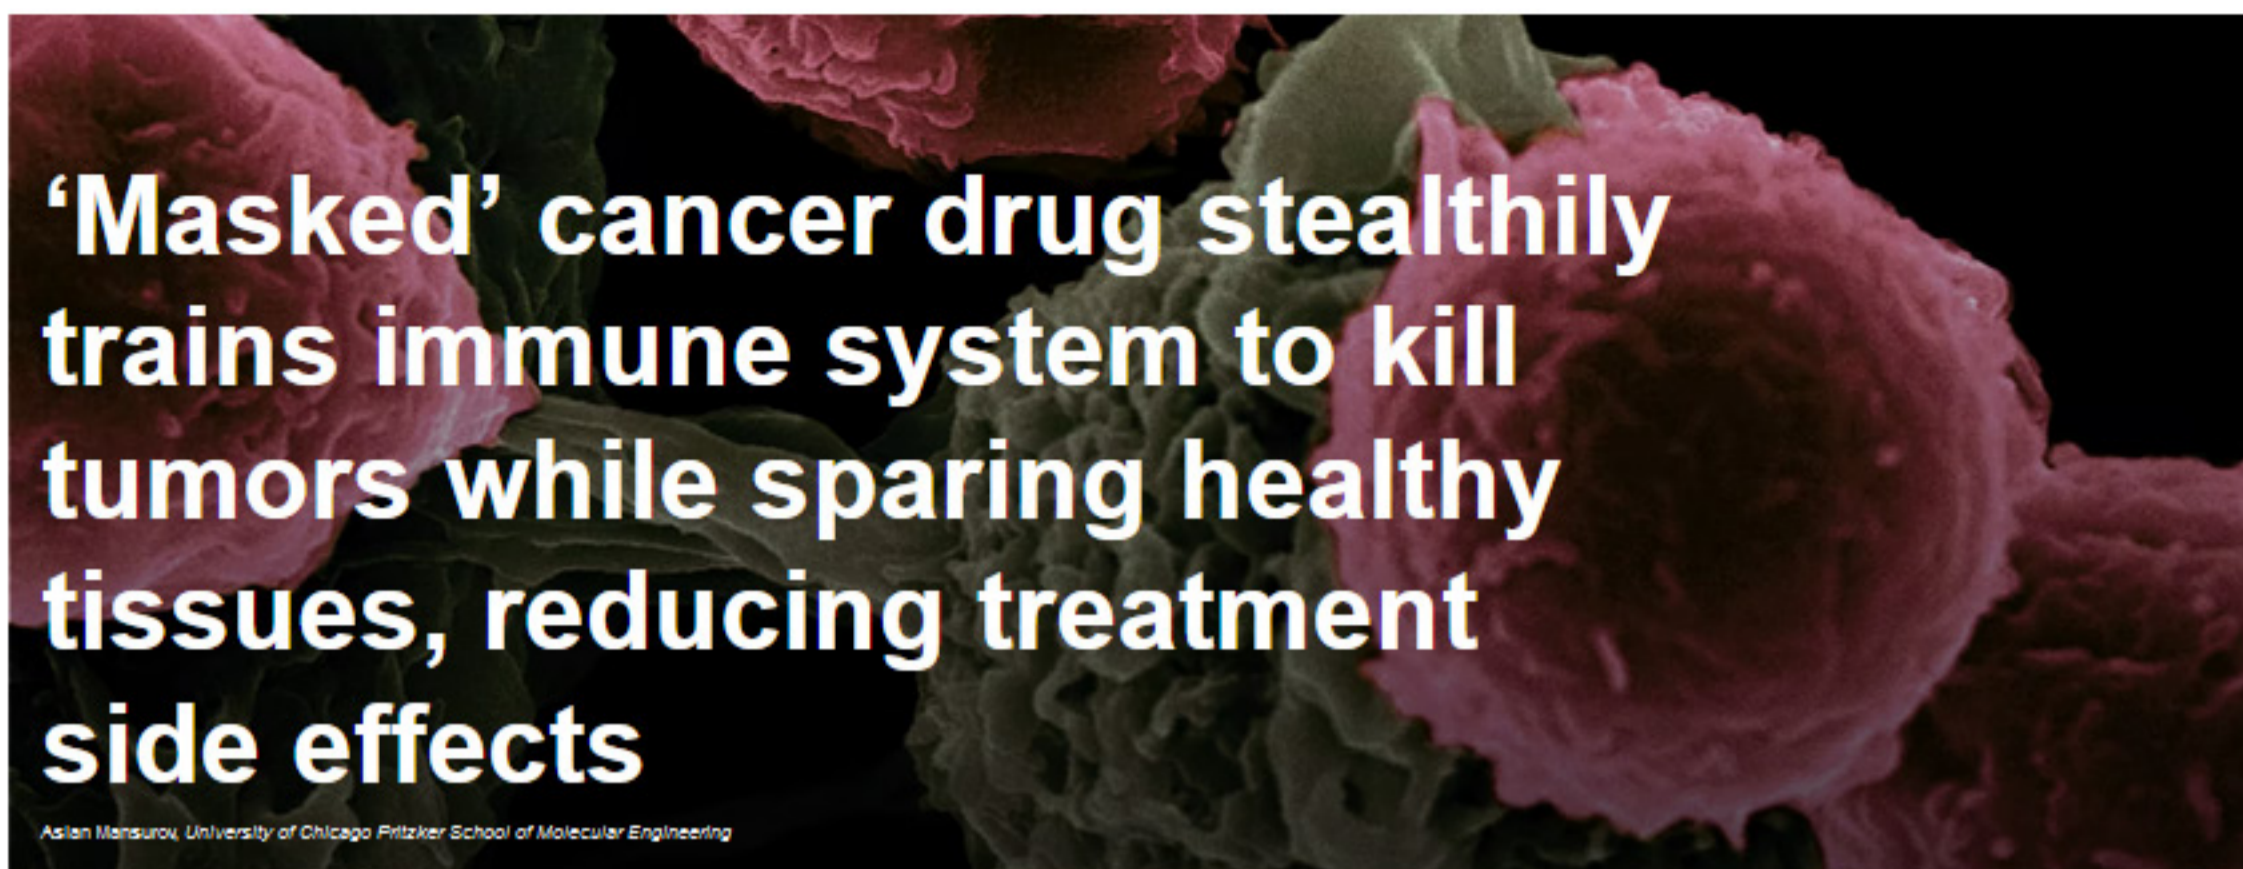 ‘Masked’ cancer drug stealthily
trains immune system to kill
tumors while sparing healthy
tissues, reducing treatment
side effects
Aslan Mansurov, University of Chicago Pritzker School of Molecular Engineering